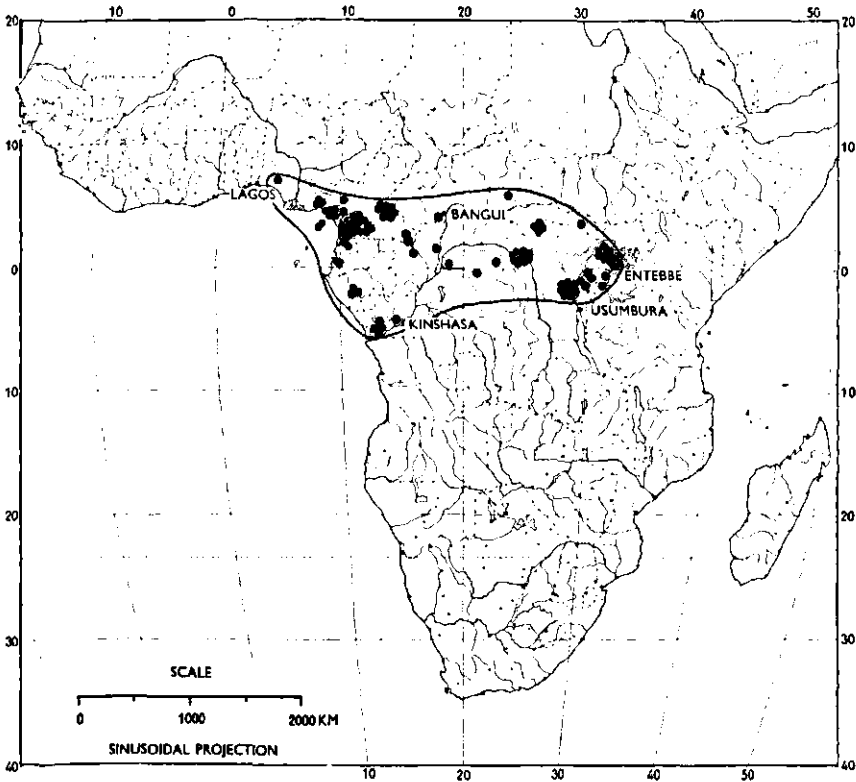 10 0 10 20 30 40 50
20 20
10 10
LAGOS
BANGUI
0 0
ENTEBBE
USUMBURA
KINSHASA
10 10
20 20
30 30
SCALE
0 1000 2000 KM
SINUSOIDAL PROJECTION
40 40
10 20 30 40 50